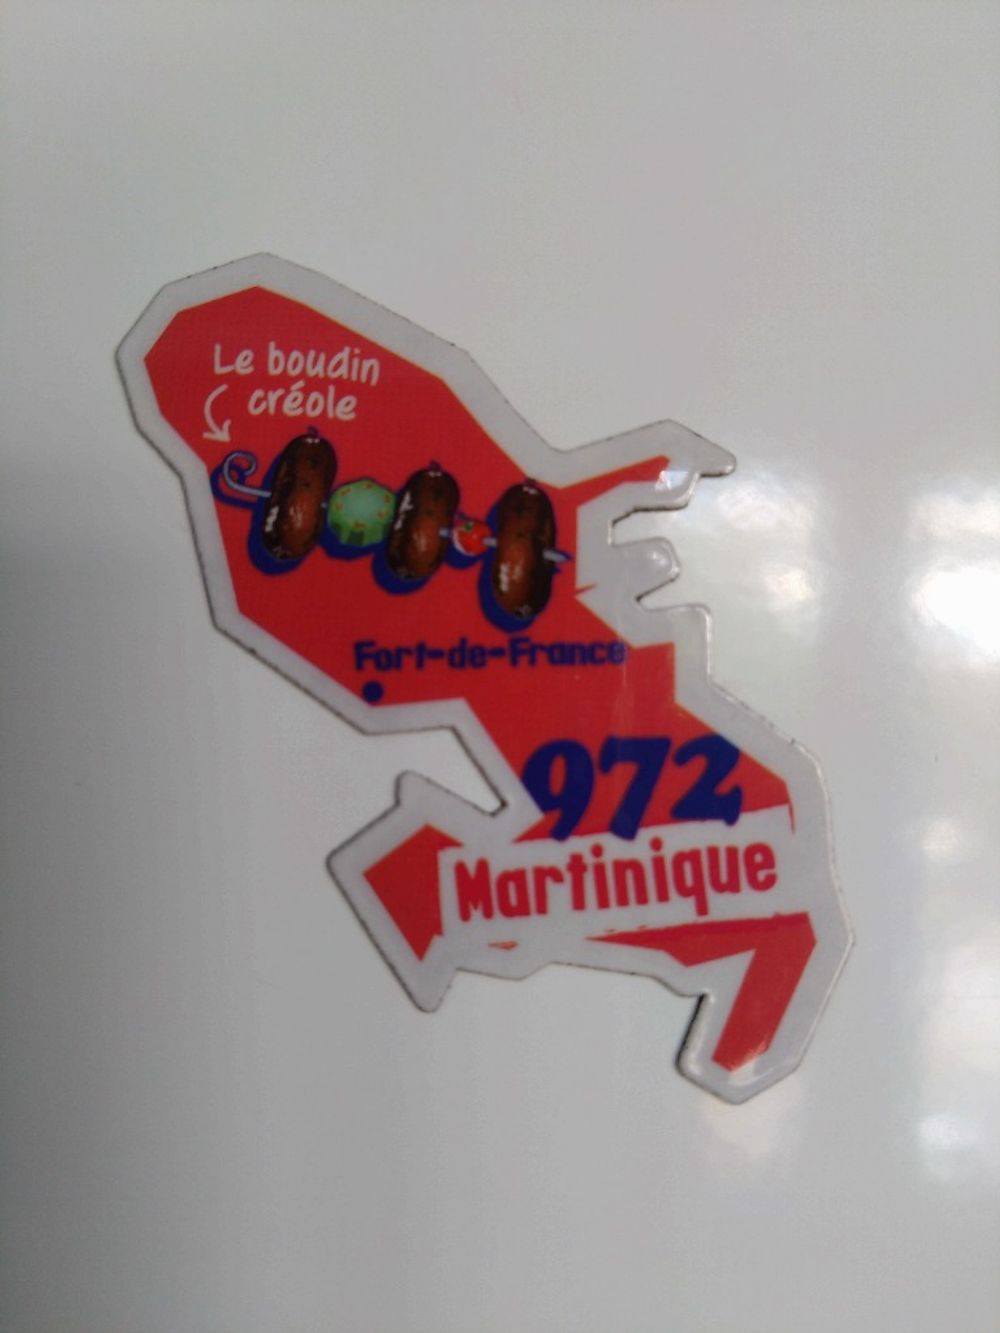 Le boudin
créole
Fort-de-France
972
Martinique